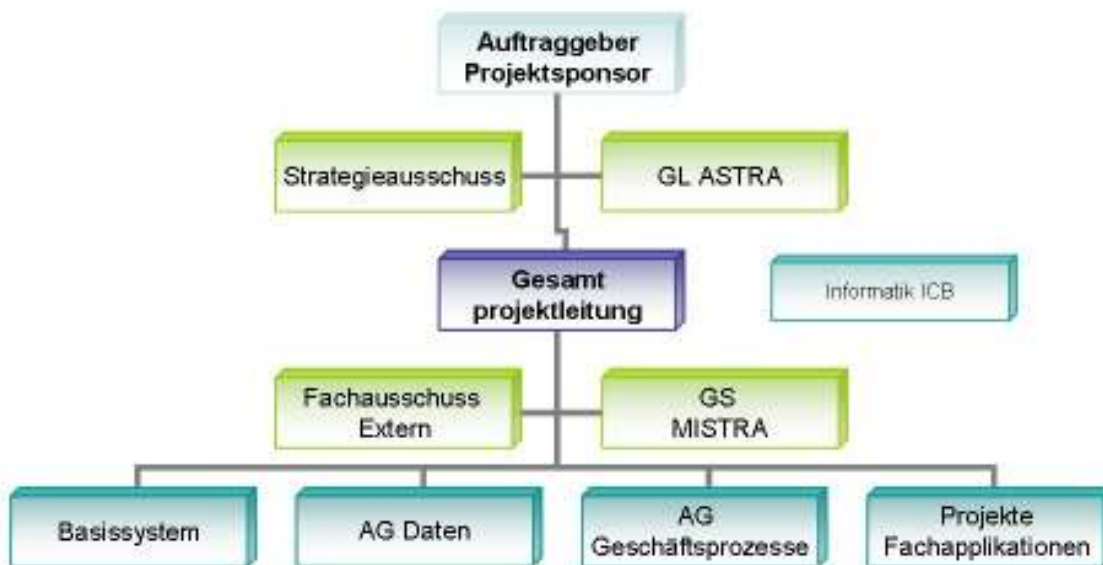 Auftraggeber
Projektsponsor
Strategieausschuss
GL ASTRA
Gesamt
projektleitung
Informatik ICB
Fachausschuss
Extern
GS
MISTRA
Basissystem
AG Daten
AG
Geschäftsprozesse
Projekte
Fachapplikationen